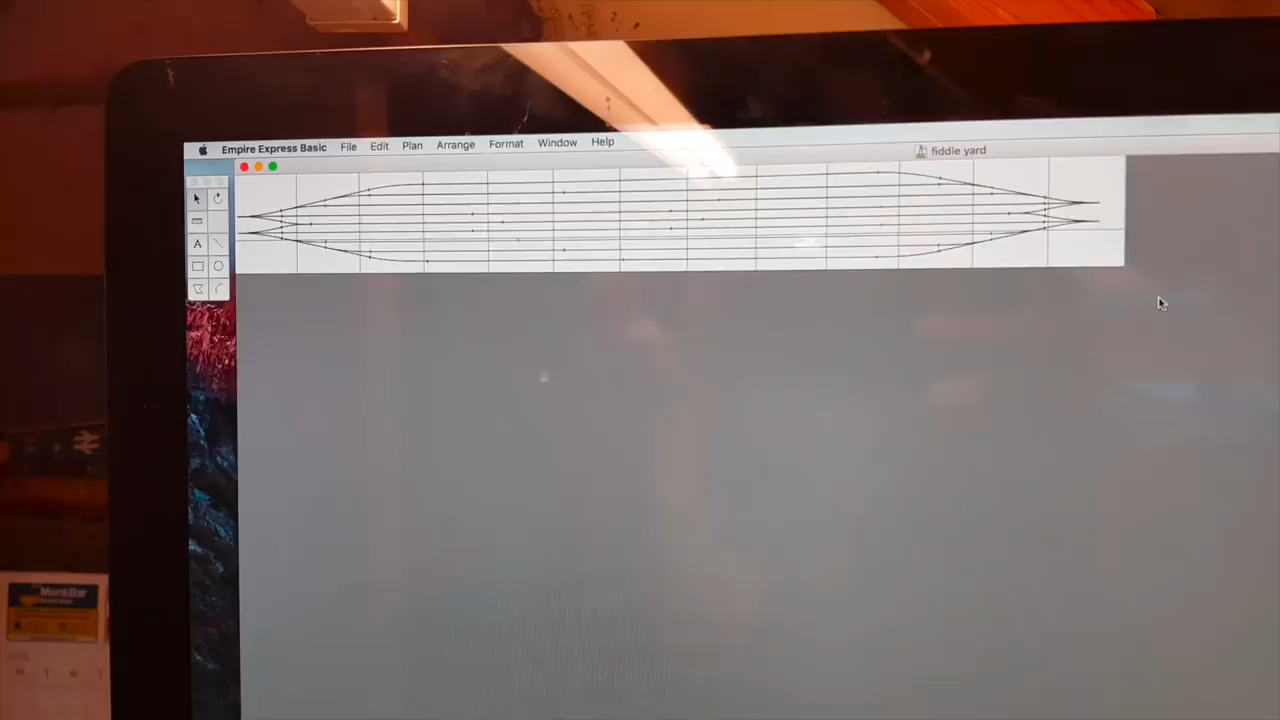 Empire Express Basic File Edit Plan Arrange Format Window Help
fiddle yard
A
MonkBar
M T W T